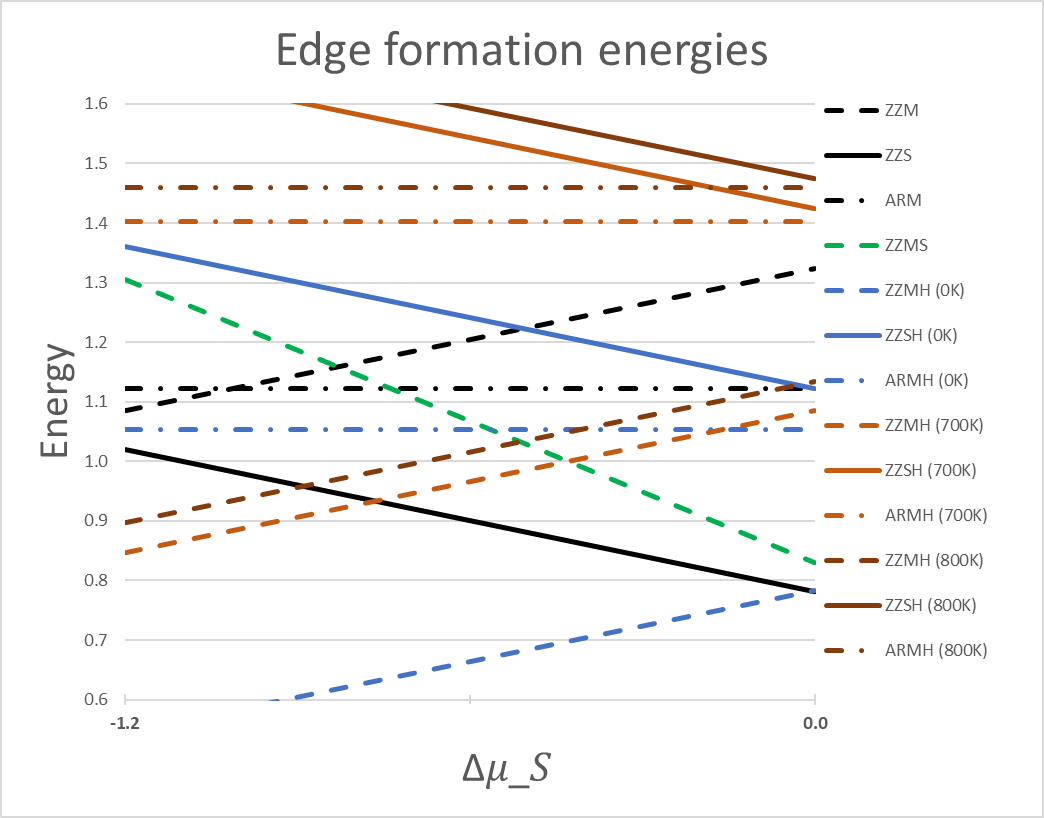 Edge formation energies
1.6
1.5
1.4
1.3
1.2
1.1
1.0
0.9
0.8
0.7
0.6
Energy
-1.2
0.0
Δμ_S
ZZM
ZZS
ARM
ZZMS
ZZMH (0K)
ZZSH (0K)
ARMH (0K)
ZZMH (700K)
ZZSH (700K)
ARMH (700K)
ZZMH (800K)
ZZSH (800K)
ARMH (800K)